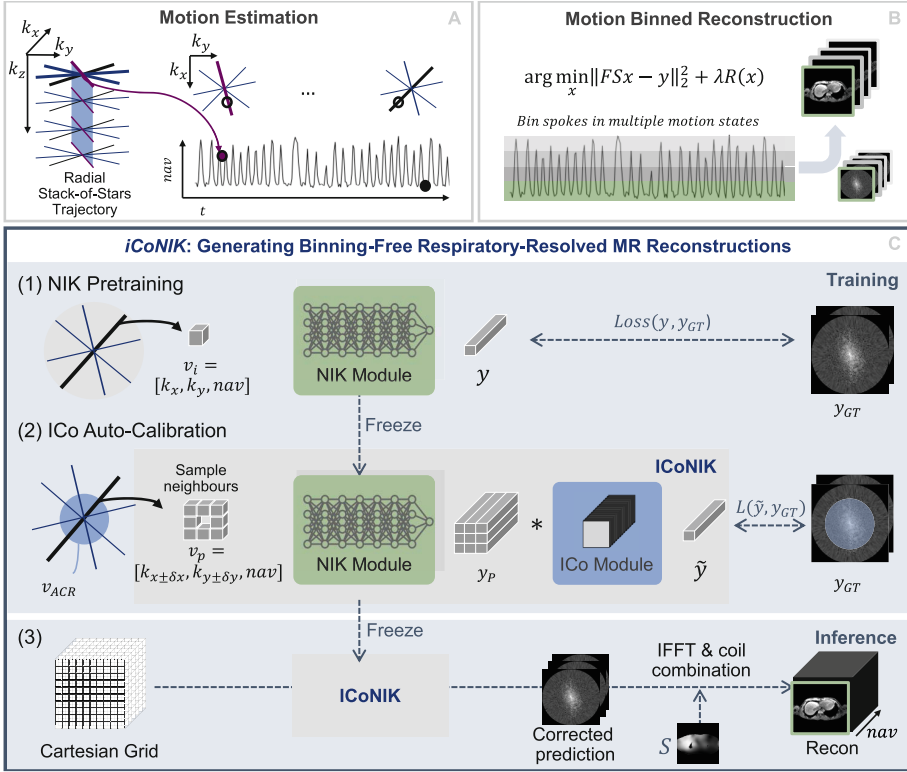 Motion Estimation
A
k_x
k_y
k_z
k_y
k_x
...
nav
t
Radial
Stack-of-Stars
Trajectory
Motion Binned Reconstruction
B
arg min_x ‖FSx − y‖₂² + λR(x)
Bin spokes in multiple motion states
iCoNIK: Generating Binning-Free Respiratory-Resolved MR Reconstructions
C
(1) NIK Pretraining
Training
v_i =
[k_x, k_y, nav]
NIK Module
y
Loss(y, y_GT)
y_GT
Freeze
(2) ICo Auto-Calibration
ICoNIK
Sample
neighbours
v_p =
[k_{x±δx}, k_{y±δy}, nav]
v_ACR
NIK Module
y_P
*
ICo Module
ỹ
L(ỹ, y_GT)
y_GT
Freeze
(3)
Inference
Cartesian Grid
ICoNIK
Corrected
prediction
IFFT & coil
combination
S
Recon
nav